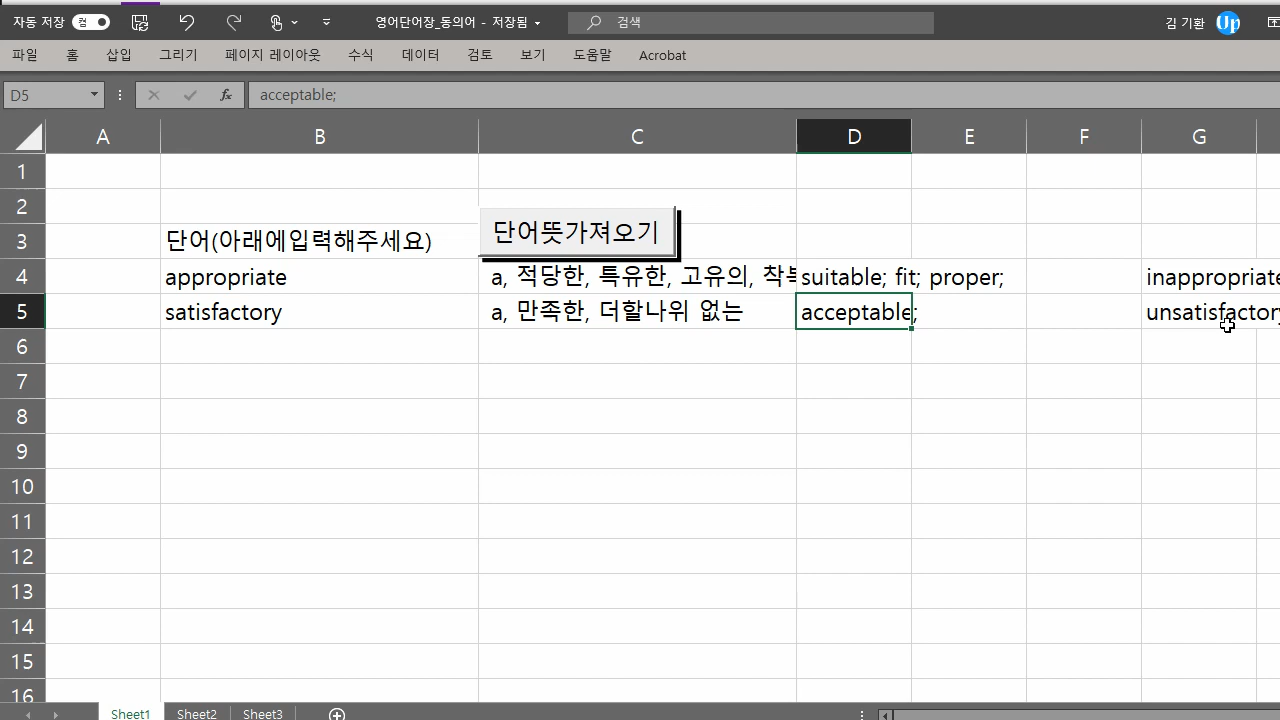 자동 저장 켬 영어단어장_동의어 - 저장됨 검색 김 기환 Up
파일 홈 삽입 그리기 페이지 레이아웃 수식 데이터 검토 보기 도움말 Acrobat
D5 fx acceptable;
A B C D E F G
1
2
3 단어(아래에입력해주세요) 단어뜻가져오기
4 appropriate a, 적당한, 특유한, 고유의, suitable; fit; proper; inappropriate
5 satisfactory a, 만족한, 더할나위 없는 acceptable;
6
7
8
9
10
11
12
13
14
15
16
Sheet1 Sheet2 Sheet3